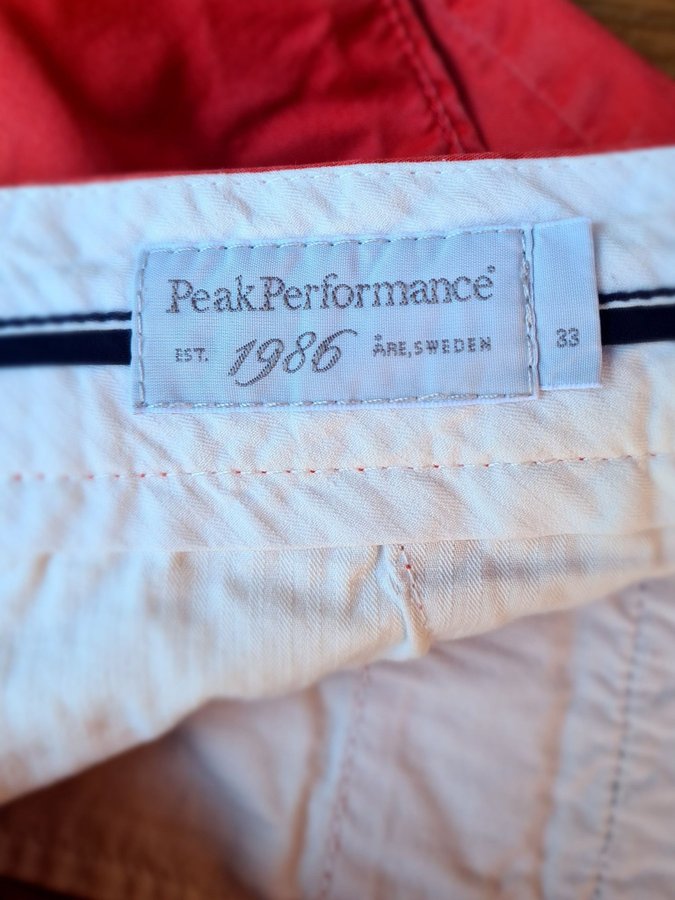 PeakPerformance®
EST. 1986 ÅRE, SWEDEN
33